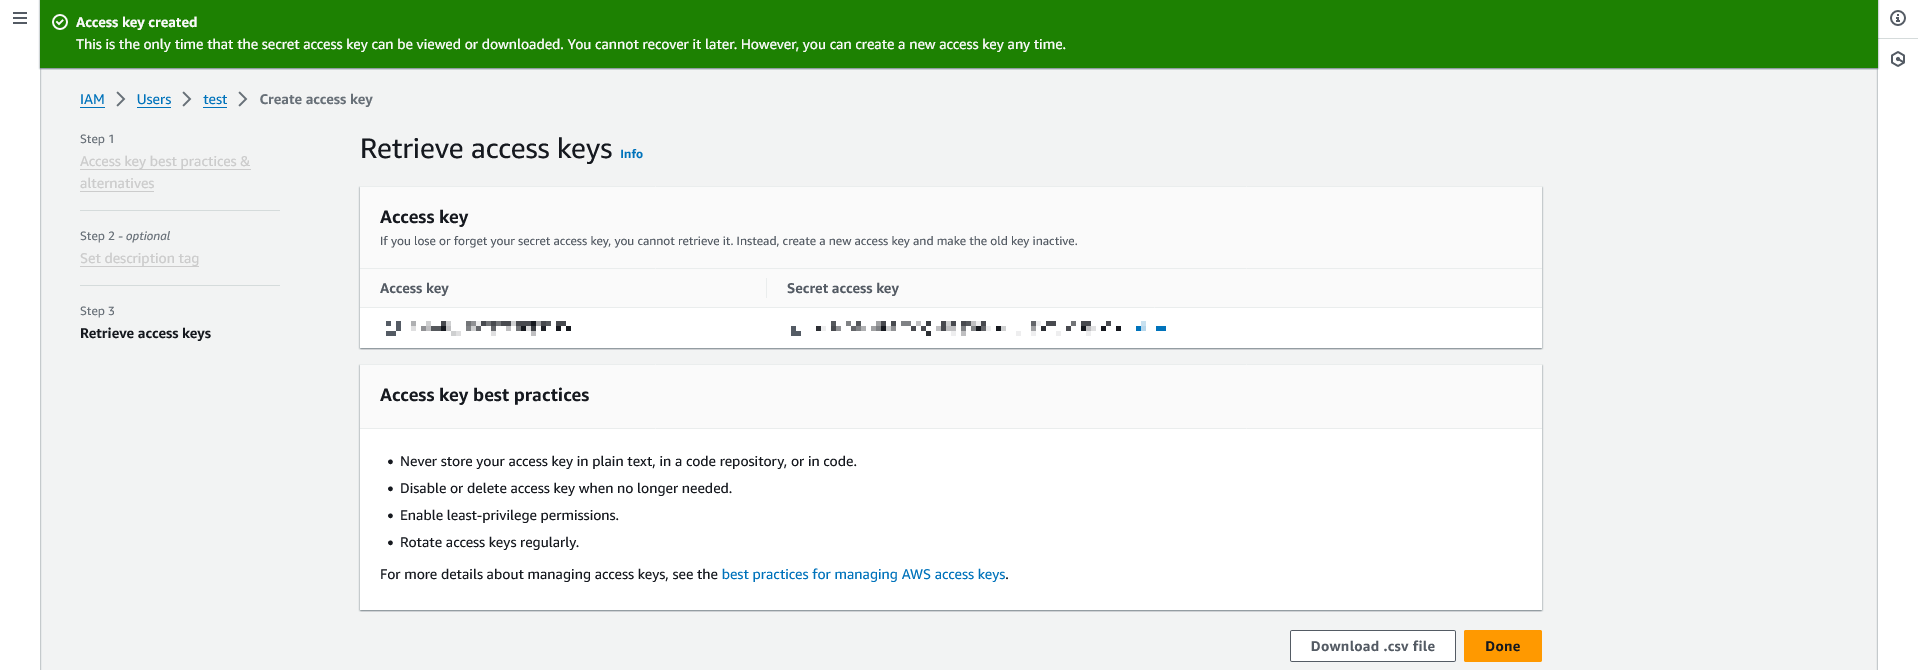 Access key created
This is the only time that the secret access key can be viewed or downloaded. You cannot recover it later. However, you can create a new access key any time.
IAM > Users > test > Create access key
Step 1
Access key best practices &
alternatives
Step 2 - optional
Set description tag
Step 3
Retrieve access keys
Retrieve access keys Info
Access key
If you lose or forget your secret access key, you cannot retrieve it. Instead, create a new access key and make the old key inactive.
Access key
Secret access key
Access key best practices
• Never store your access key in plain text, in a code repository, or in code.
• Disable or delete access key when no longer needed.
• Enable least-privilege permissions.
• Rotate access keys regularly.
For more details about managing access keys, see the best practices for managing AWS access keys.
Download .csv file
Done